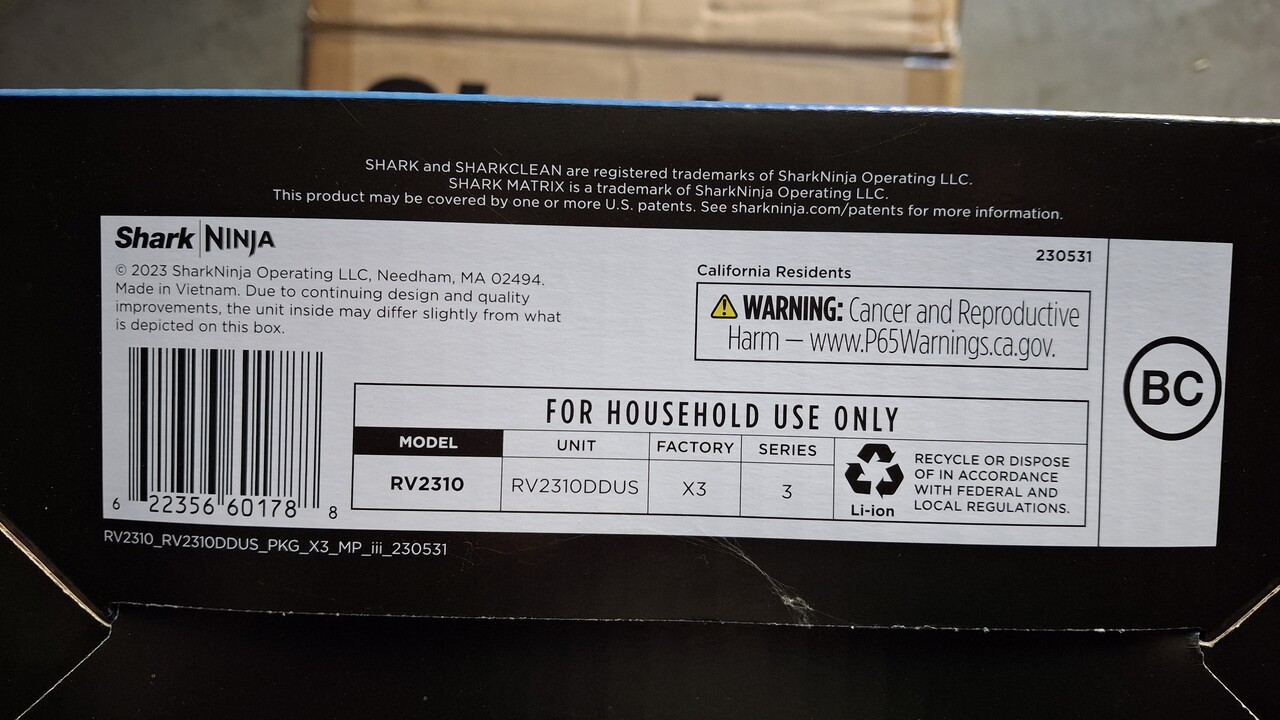 SHARK and SHARKCLEAN are registered trademarks of SharkNinja Operating LLC.
SHARK MATRIX is a trademark of SharkNinja Operating LLC.
This product may be covered by one or more U.S. patents. See sharkninja.com/patents for more information.
Shark NINJA
© 2023 SharkNinja Operating LLC, Needham, MA 02494.
Made in Vietnam. Due to continuing design and quality
improvements, the unit inside may differ slightly from what
is depicted on this box.
230531
California Residents
WARNING: Cancer and Reproductive
Harm — www.P65Warnings.ca.gov.
BC
6 22356 60178 8
FOR HOUSEHOLD USE ONLY
MODEL UNIT FACTORY SERIES
RV2310 RV2310DDUS X3 3
Li-ion
RECYCLE OR DISPOSE
OF IN ACCORDANCE
WITH FEDERAL AND
LOCAL REGULATIONS.
RV2310_RV2310DDUS_PKG_X3_MP_iii_230531